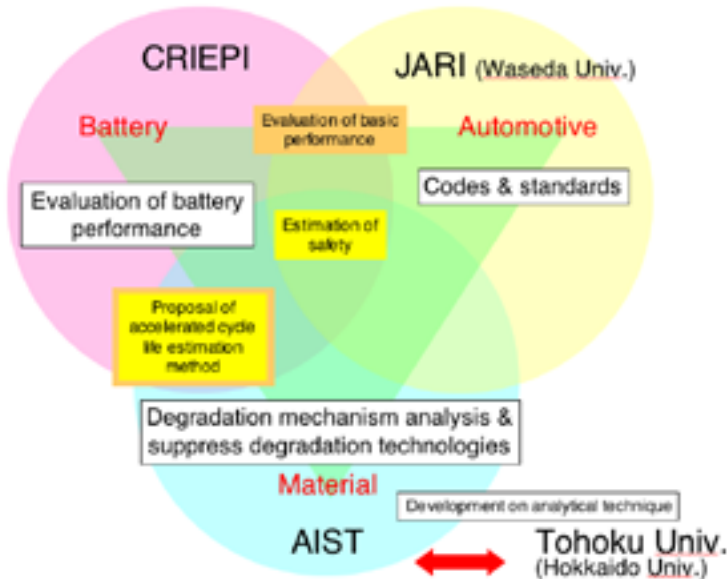 CRIEPI
JARI (Waseda Univ.)
Battery
Evaluation of basic
performance
Automotive
Evaluation of battery
performance
Codes & standards
Estimation of
safety
Proposal of
accelerated cycle
life estimation
method
Degradation mechanism analysis &
suppress degradation technologies
Material
Development on analytical technique
AIST
Tohoku Univ.
(Hokkaido Univ.)